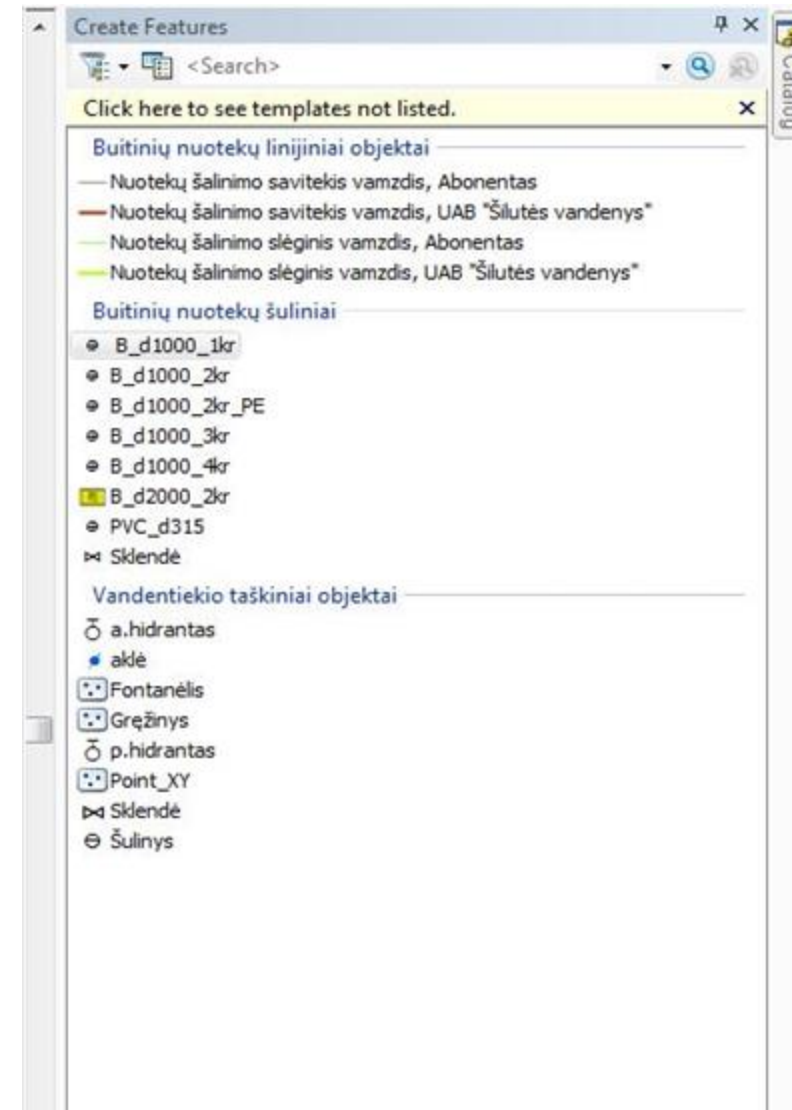 Create Features
<Search>
Click here to see templates not listed.
Buitinių nuotekų linijiniai objektai
Nuotekų šalinimo savitekis vamzdis, Abonentas
Nuotekų šalinimo savitekis vamzdis, UAB "Šilutės vandenys"
Nuotekų šalinimo slėginis vamzdis, Abonentas
Nuotekų šalinimo slėginis vamzdis, UAB "Šilutės vandenys"
Buitinių nuotekų šuliniai
B_d1000_1kr
B_d1000_2kr
B_d1000_2kr_PE
B_d1000_3kr
B_d1000_4kr
B_d2000_2kr
PVC_d315
Sklendė
Vandentiekio taškiniai objektai
a.hidrantas
aklė
Fontanėlis
Gręžinys
p.hidrantas
Point_XY
Sklendė
Šulinys
Catalog